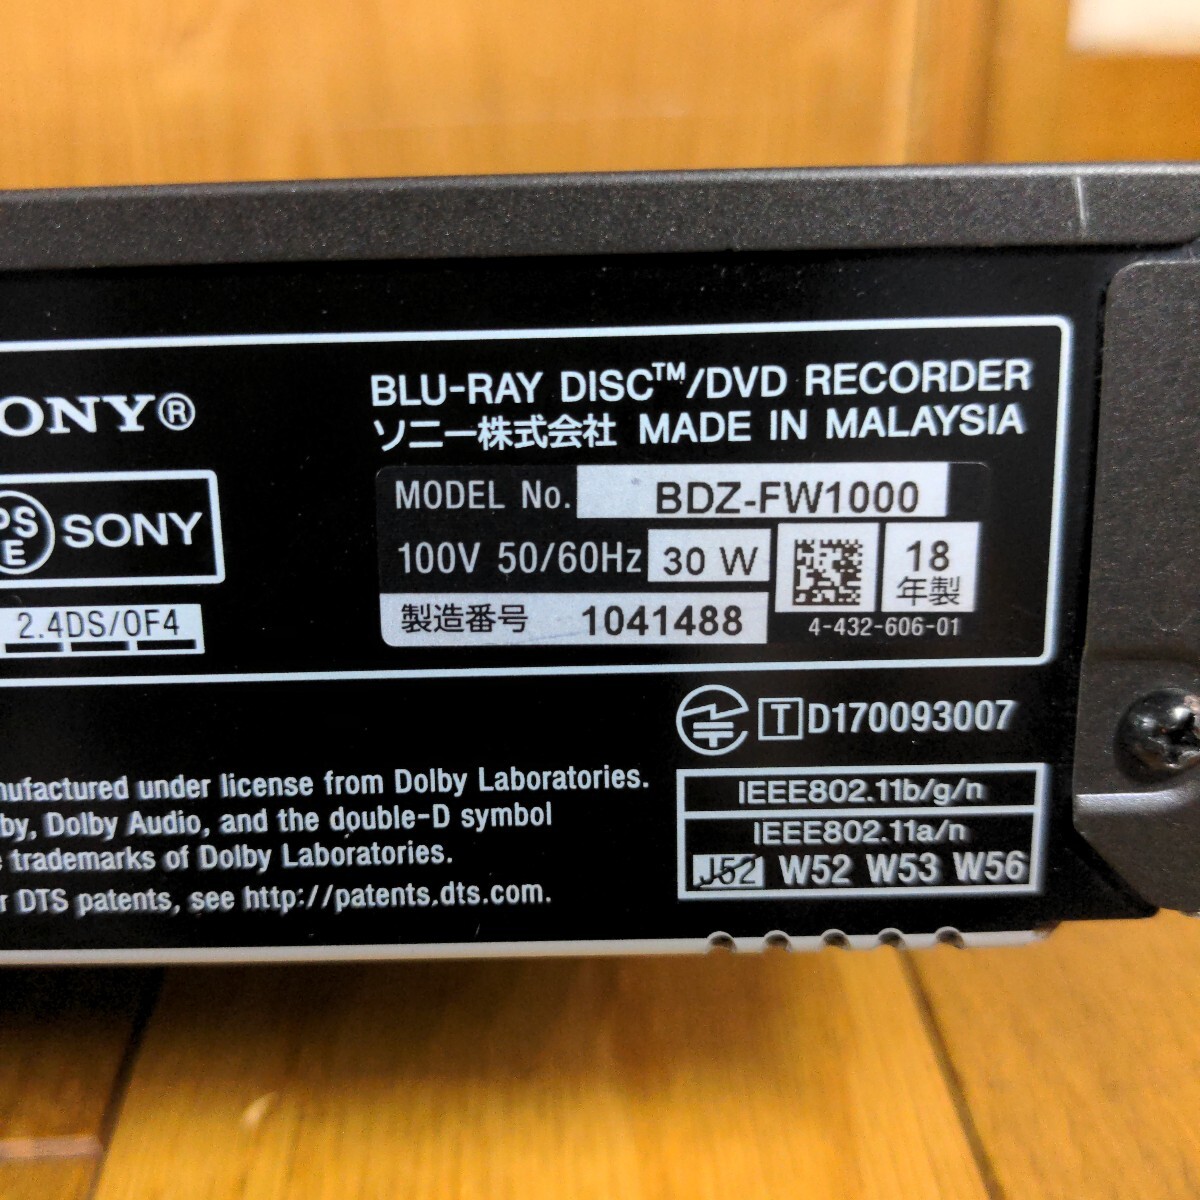 ONY®
BLU-RAY DISC™/DVD RECORDER
ソニー株式会社 MADE IN MALAYSIA
MODEL No. BDZ-FW1000
100V 50/60Hz 30 W
18
年製
製造番号 1041488
4-432-606-01
PS
E
SONY
2.4DS/OF4
T D170093007
nufactured under license from Dolby Laboratories.
by, Dolby Audio, and the double-D symbol
e trademarks of Dolby Laboratories.
r DTS patents, see http://patents.dts.com.
IEEE802.11b/g/n
IEEE802.11a/n
J52 W52 W53 W56